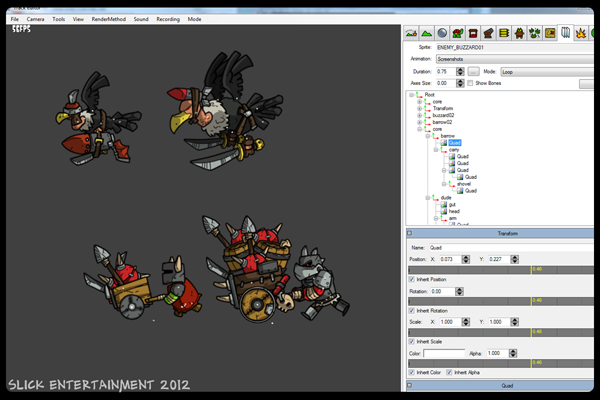 Track Editor
File Camera Tools View RenderMethod Sound Recording Mode
55FPS
Sprite: ENEMY_BUZZARD01
Animation: Screenshots
Duration: 0.75 ... Mode: Loop
Axes Size: 0.00 Show Bones
Root
core
Transform
buzzard02
barrow02
core
barrow
Quad
carry
Quad
Quad
Quad
Quad
shovel
Quad
dude
gut
head
arm
Quad
Transform
Name: Quad
Position: X: 0.073 Y: 0.227
0.46
Inherit Position
Rotation: 0.00
Inherit Rotation
Scale: X: 1.000 Y: 1.000
0.46
Inherit Scale
Color: Alpha: 1.000
0.46
Inherit Color Inherit Alpha
Quad
SLICK ENTERTAINMENT 2012